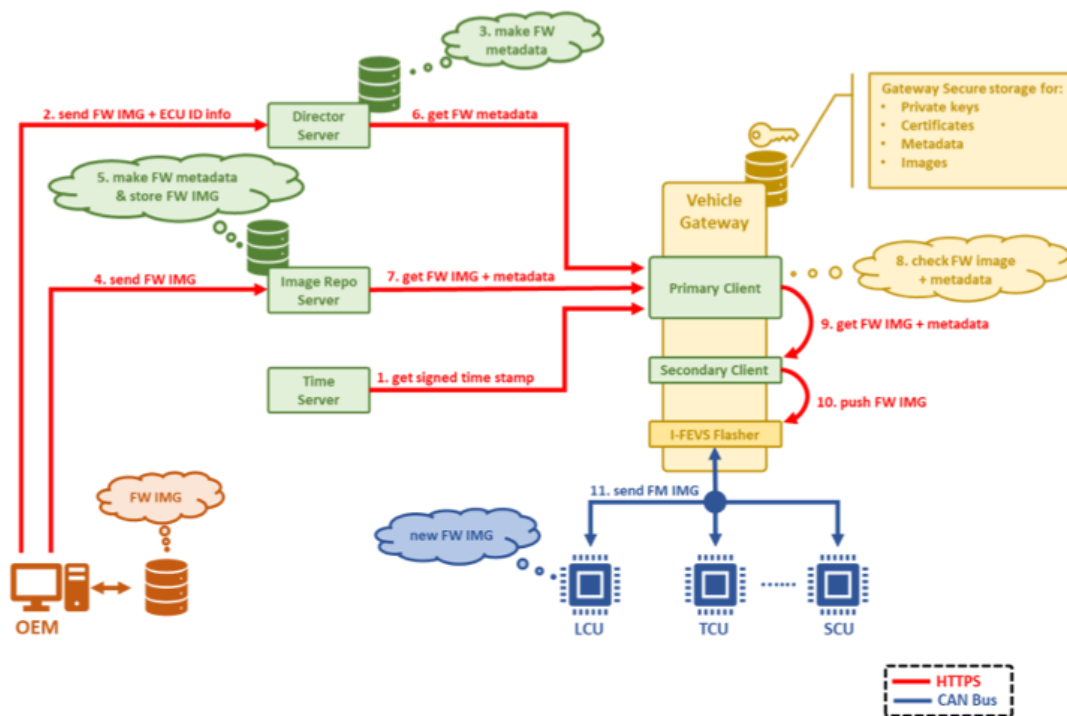 3. make FW
metadata
2. send FW IMG + ECU ID info
Director
Server
6. get FW metadata
Gateway Secure storage for:
• Private keys
• Certificates
• Metadata
• Images
5. make FW metadata
& store FW IMG
Vehicle
Gateway
4. send FW IMG
Image Repo
Server
7. get FW IMG + metadata
Primary Client
8. check FW image
+ metadata
9. get FW IMG + metadata
Time
Server
1. get signed time stamp
Secondary Client
10. push FW IMG
I-FEVS Flasher
FW IMG
11. send FM IMG
new FW IMG
OEM
LCU
TCU
SCU
HTTPS
CAN Bus